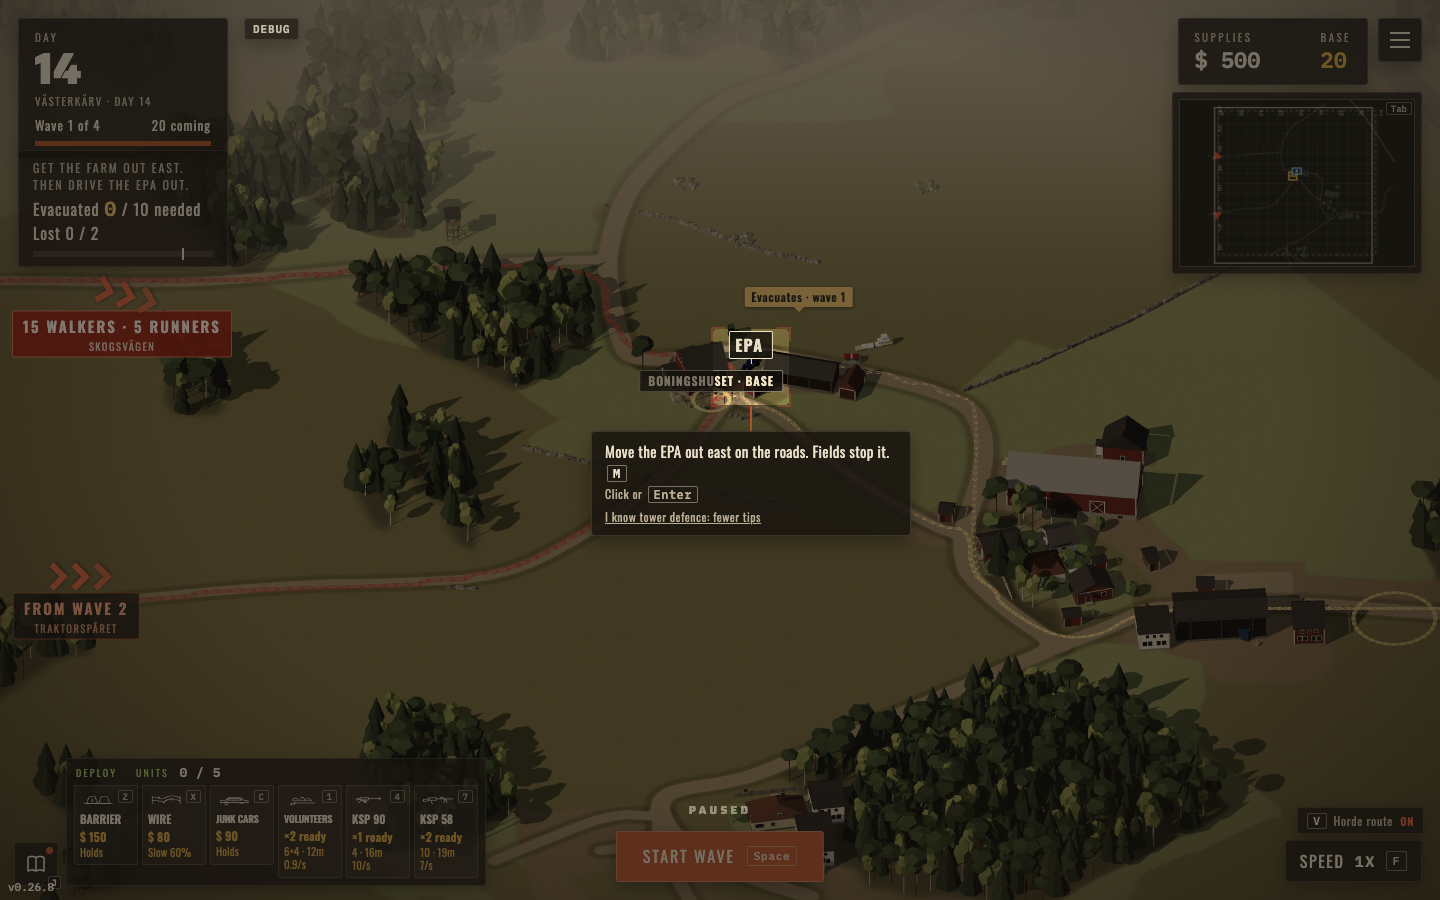 DAY
14
VÄSTERKÄRV · DAY 14
Wave 1 of 4 20 coming
GET THE FARM OUT EAST.
THEN DRIVE THE EPA OUT.
Evacuated 0 / 10 needed
Lost 0 / 2
DEBUG
SUPPLIES BASE
$ 500 20
Tab
15 WALKERS · 5 RUNNERS
SKOGSVÄGEN
Evacuates · wave 1
EPA
BONINGSHUSET · BASE
Move the EPA out east on the roads. Fields stop it.
M
Click or Enter
I know tower defence: fewer tips
FROM WAVE 2
TRAKTORSPÅRET
DEPLOY UNITS 0 / 5
Z X C 1 4 7
BARRIER WIRE JUNK CARS VOLUNTEERS KSP 90 KSP 58
$ 150 $ 80 $ 90 ×2 ready ×1 ready ×2 ready
Holds Slow 60% Holds 6×4 · 12m 4 · 16m 10 · 19m
0.9/s 10/s 7/s
PAUSED
START WAVE Space
V Horde route ON
SPEED 1X F
J
v0.26.8